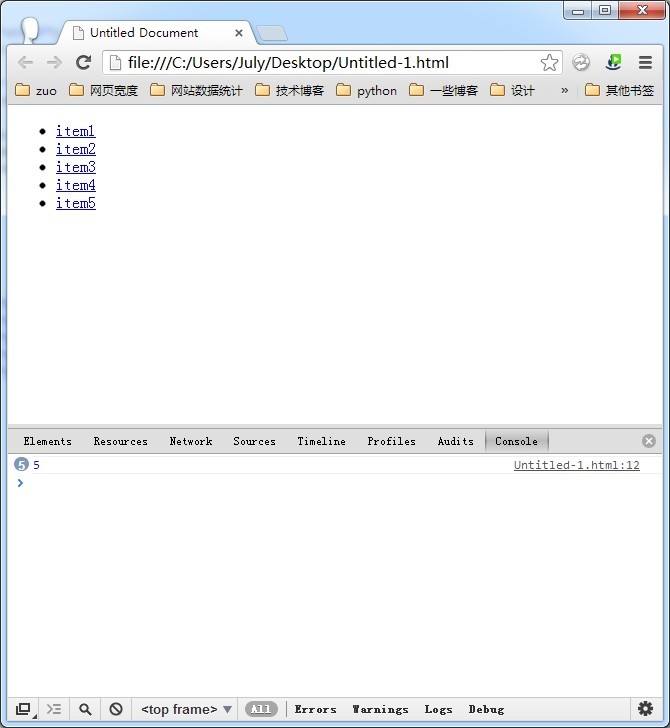 Untitled Document
file:///C:/Users/July/Desktop/Untitled-1.html
zuo 网页宽度 网站数据统计 技术博客 python 一些博客 设计 » 其他书签
item1
item2
item3
item4
item5
Elements Resources Network Sources Timeline Profiles Audits Console
5 5 Untitled-1.html:12
<top frame> All Errors Warnings Logs Debug